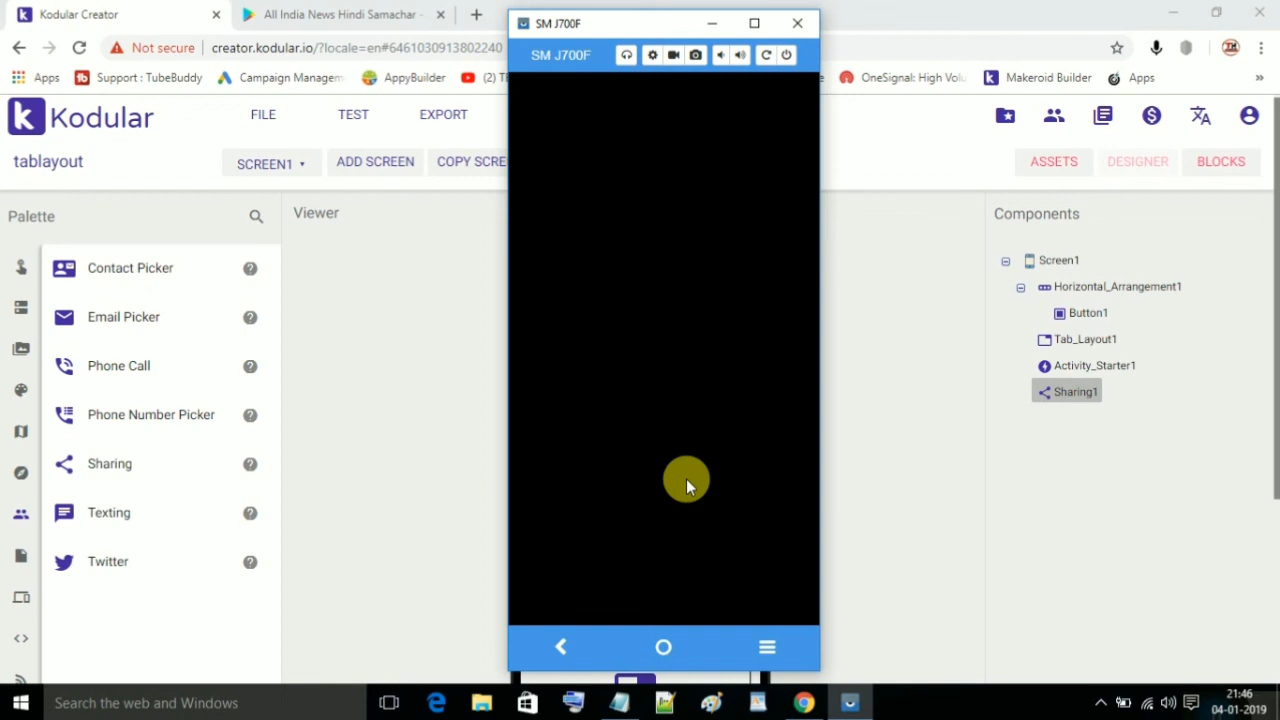 Kodular Creator
All India News Hindi Samachar -
SM J700F
Not secure
creator.kodular.io/?locale=en#6461030913802240
SM J700F
Apps
Support : TubeBuddy
Campaign Managem
AppyBuilder
OneSignal: High Volu
Makeroid Builder
Apps
Kodular
FILE
TEST
EXPORT
tablayout
SCREEN1
ADD SCREEN
COPY SCRE
ASSETS
DESIGNER
BLOCKS
Palette
Viewer
Components
Contact Picker
Email Picker
Phone Call
Phone Number Picker
Sharing
Texting
Twitter
Screen1
Horizontal_Arrangement1
Button1
Tab_Layout1
Activity_Starter1
Sharing1
Search the web and Windows
21:46
04-01-2019